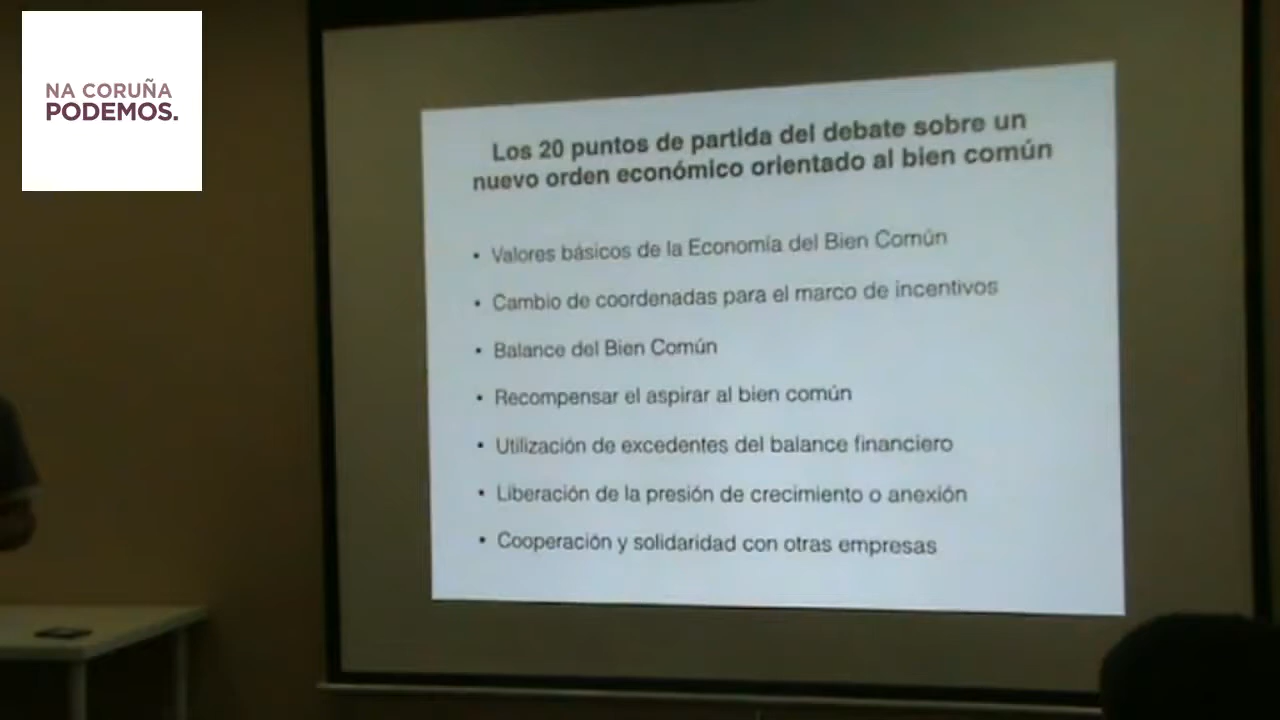 NA CORUÑA
PODEMOS.
Los 20 puntos de partida del debate sobre un
nuevo orden económico orientado al bien común
• Valores básicos de la Economía del Bien Común
• Cambio de coordenadas para el marco de incentivos
• Balance del Bien Común
• Recompensar el aspirar al bien común
• Utilización de excedentes del balance financiero
• Liberación de la presión de crecimiento o anexión
• Cooperación y solidaridad con otras empresas